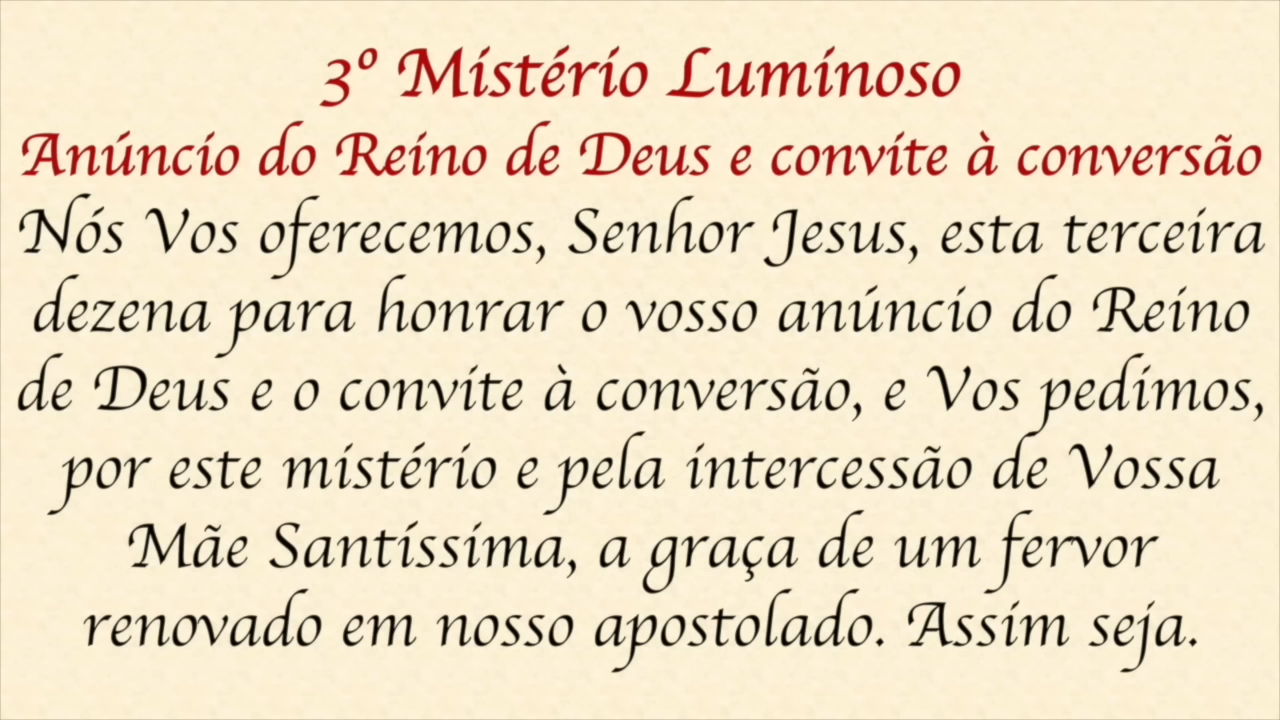 3º Mistério Luminoso
Anúncio do Reino de Deus e convite à conversão
Nós Vos oferecemos, Senhor Jesus, esta terceira
dezena para honrar o vosso anúncio do Reino
de Deus e o convite à conversão, e Vos pedimos,
por este mistério e pela intercessão de Vossa
Mãe Santíssima, a graça de um fervor
renovado em nosso apostolado. Assim seja.